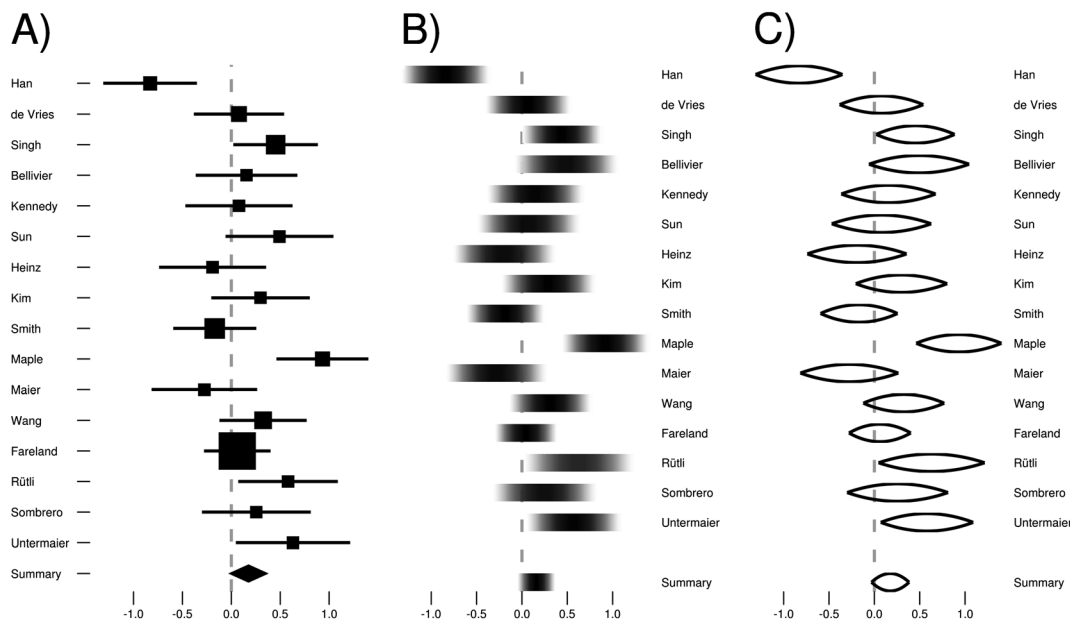 A)
Han
de Vries
Singh
Bellivier
Kennedy
Sun
Heinz
Kim
Smith
Maple
Maier
Wang
Fareland
Rütli
Sombrero
Untermaier
Summary
-1.0 -0.5 0.0 0.5 1.0
B)
Han
de Vries
Singh
Bellivier
Kennedy
Sun
Heinz
Kim
Smith
Maple
Maier
Wang
Fareland
Rütli
Sombrero
Untermaier
Summary
-1.0 0.0 0.5 1.0
C)
Han
de Vries
Singh
Bellivier
Kennedy
Sun
Heinz
Kim
Smith
Maple
Maier
Wang
Fareland
Rütli
Sombrero
Untermaier
Summary
-1.0 0.0 0.5 1.0